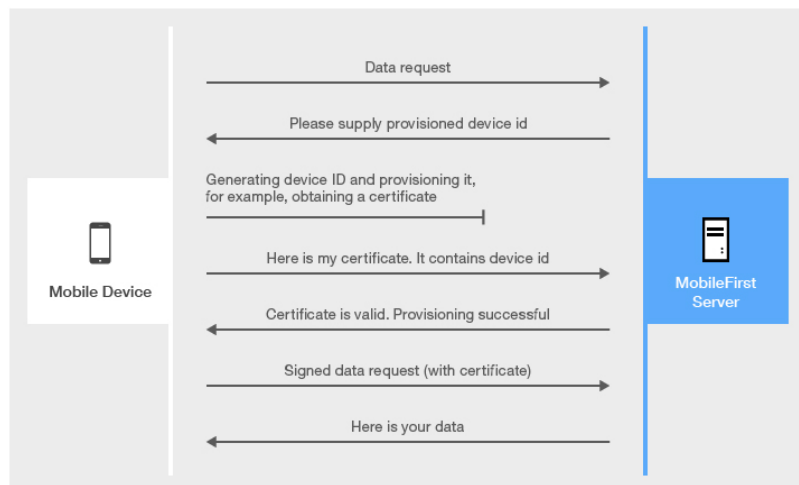 Data request
Please supply provisioned device id
Generating device ID and provisioning it,
for example, obtaining a certificate
Here is my certificate. It contains device id
Mobile Device
MobileFirst
Server
Certificate is valid. Provisioning successful
Signed data request (with certificate)
Here is your data